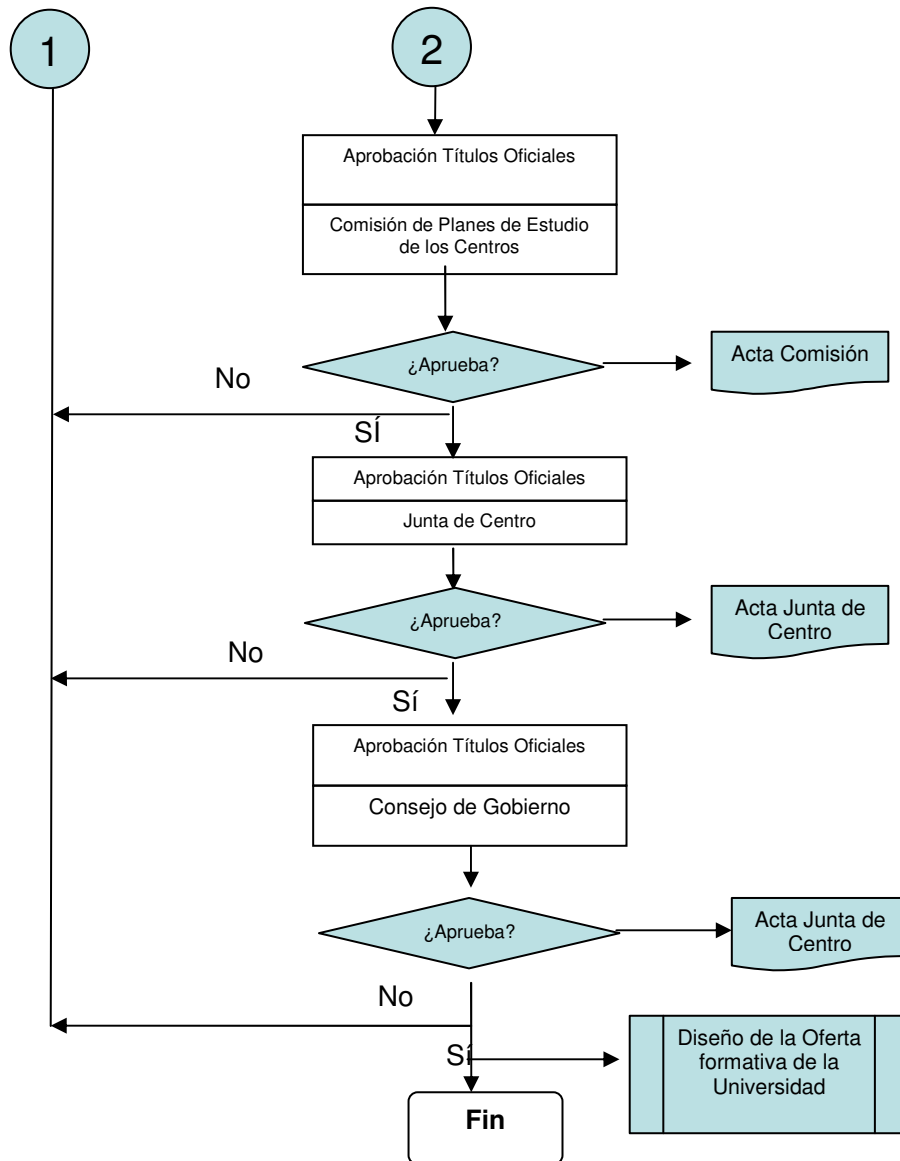 1
2
Aprobación Títulos Oficiales
Comisión de Planes de Estudio
de los Centros
¿Aprueba?
Acta Comisión
No
SÍ
Aprobación Títulos Oficiales
Junta de Centro
¿Aprueba?
Acta Junta de
Centro
No
Sí
Aprobación Títulos Oficiales
Consejo de Gobierno
¿Aprueba?
Acta Junta de
Centro
No
Sí
Diseño de la Oferta
formativa de la
Universidad
Fin